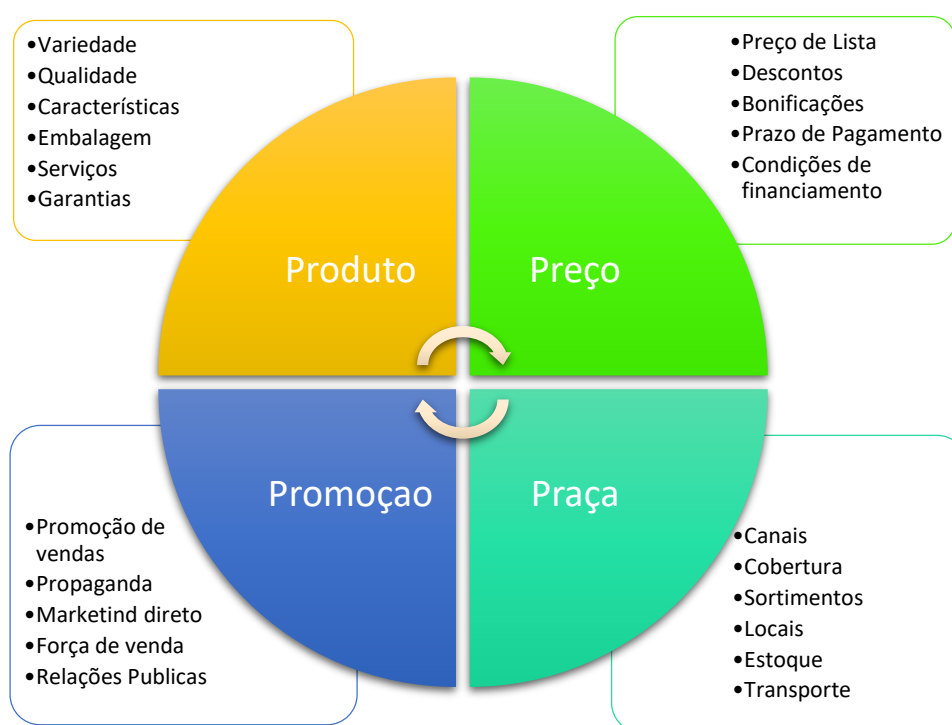 •Variedade
•Qualidade
•Características
•Embalagem
•Serviços
•Garantias
•Preço de Lista
•Descontos
•Bonificações
•Prazo de Pagamento
•Condições de
financiamento
Produto
Preço
Promoçao
Praça
•Promoção de
vendas
•Propaganda
•Marketind direto
•Força de venda
•Relações Publicas
•Canais
•Cobertura
•Sortimentos
•Locais
•Estoque
•Transporte